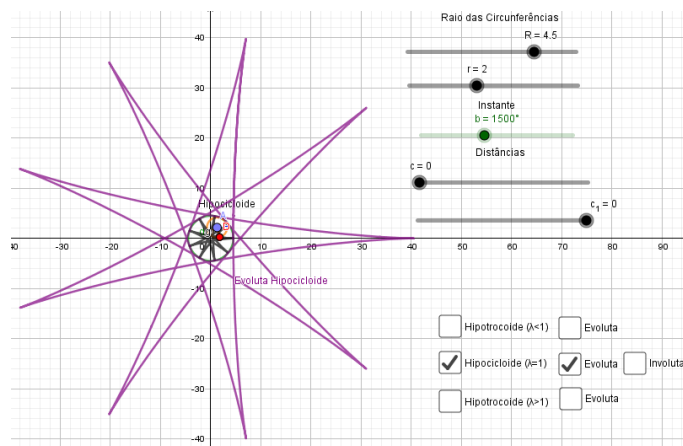 Raio das Circunferências
R = 4.5
r = 2
Instante
b = 1500°
Distâncias
c = 0
c₁ = 0
40
30
20
10
Hipocicloide
40
-30
-20
-10
0
10
20
30
40
50
60
70
80
90
Evoluta Hipocicloide
-10
-20
-30
-40
Hipotrocoide (λ<1)
Evoluta
Hipocicloide (λ=1)
Evoluta
Involuta
Hipotrocoide (λ>1)
Evoluta